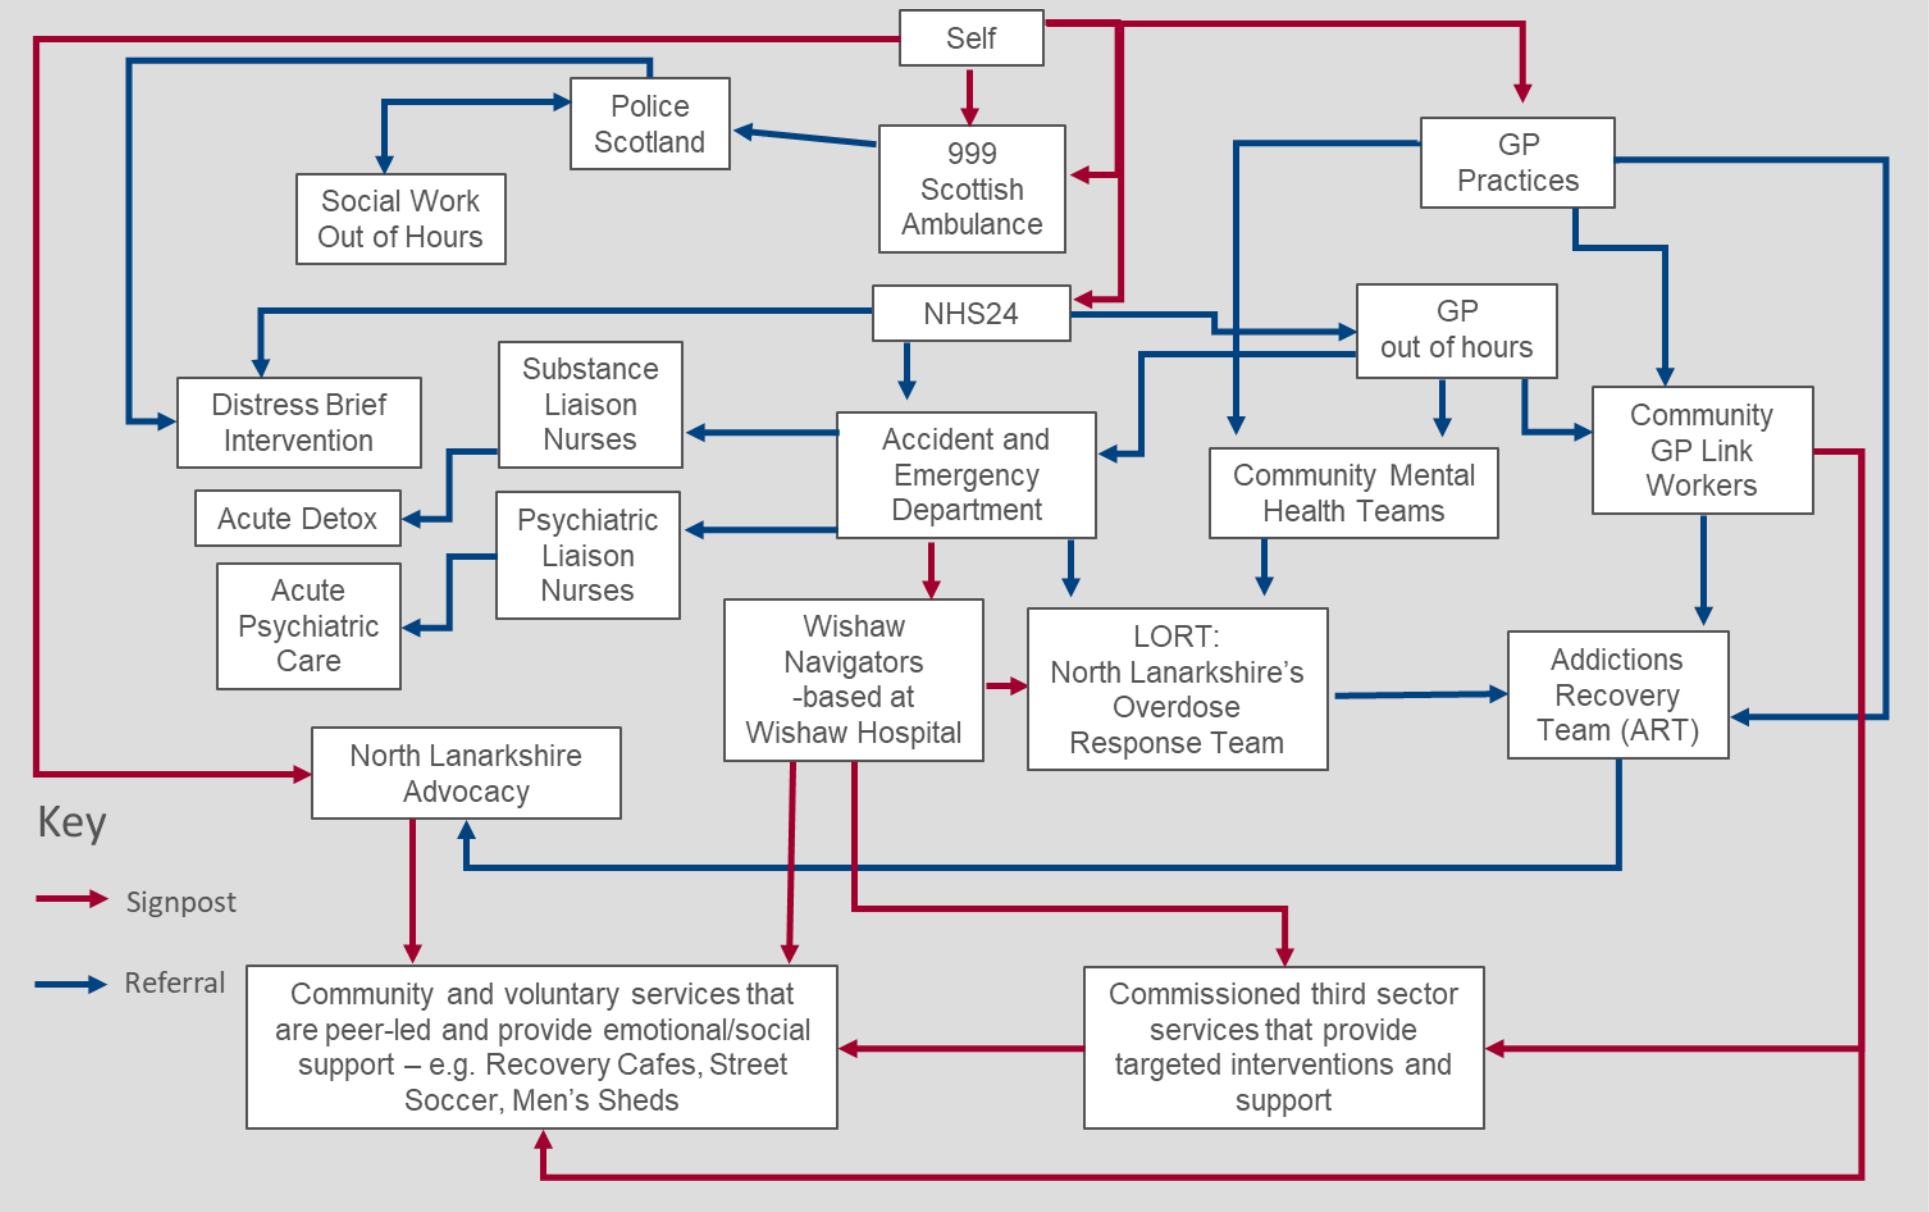 Self
Police
Scotland
999
Scottish
Ambulance
GP
Practices
Social Work
Out of Hours
NHS24
GP
out of hours
Substance
Liaison
Nurses
Distress Brief
Intervention
Accident and
Emergency
Department
Community Mental
Health Teams
Community
GP Link
Workers
Acute Detox
Psychiatric
Liaison
Nurses
Acute
Psychiatric
Care
Wishaw
Navigators
-based at
Wishaw Hospital
LORT:
North Lanarkshire’s
Overdose
Response Team
Addictions
Recovery
Team (ART)
North Lanarkshire
Advocacy
Key
Signpost
Referral
Community and voluntary services that
are peer-led and provide emotional/social
support – e.g. Recovery Cafes, Street
Soccer, Men’s Sheds
Commissioned third sector
services that provide
targeted interventions and
support